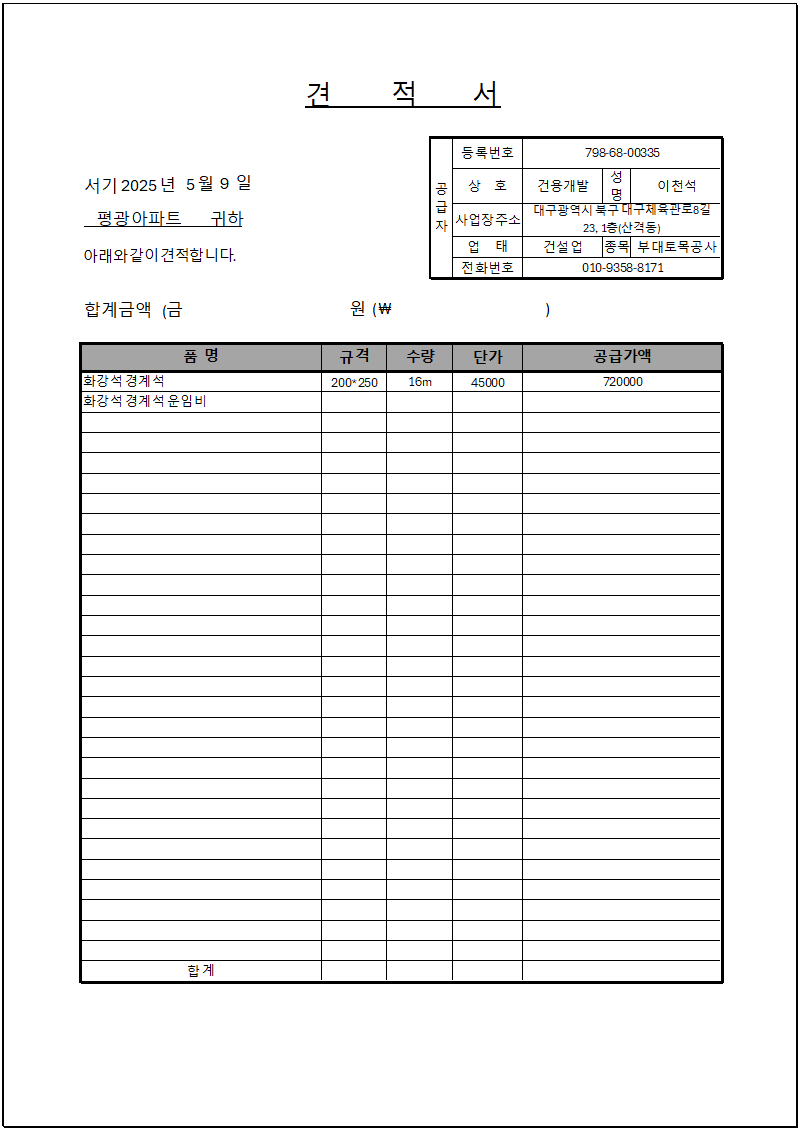 견 적 서
서기 2025 년 5 월 9 일
평광아파트 귀하
아래와같이견적합니다.
공급자
등록번호 798-68-00335
상 호 건용개발 성명 이천석
사업장주소 대구광역시 북구 대구체육관로8길
23, 1층(산격동)
업 태 건설업 종목 부대토목공사
전화번호 010-9358-8171
합계금액 (금 원 (₩ )
품 명 규격 수량 단가 공급가액
화강석 경계석 200*250 16m 45000 720000
화강석 경계석 운임비
합계